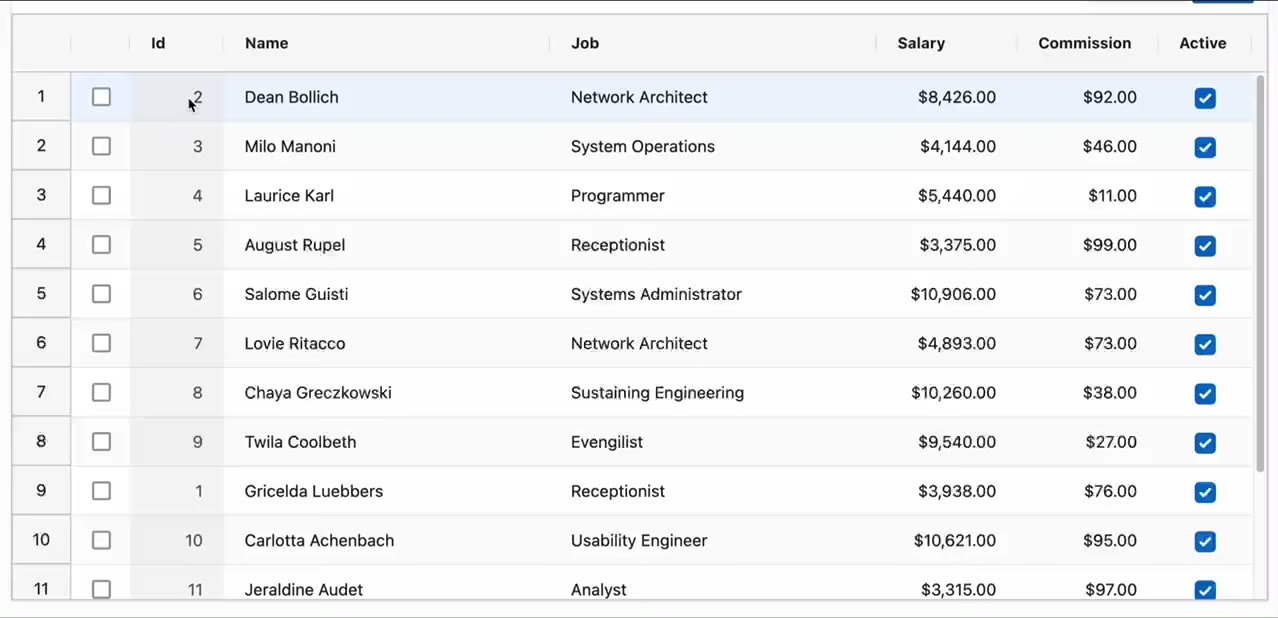 Id Name Job Salary Commission Active
1 2 Dean Bollich Network Architect $8,426.00 $92.00
2 3 Milo Manoni System Operations $4,144.00 $46.00
3 4 Laurice Karl Programmer $5,440.00 $11.00
4 5 August Rupel Receptionist $3,375.00 $99.00
5 6 Salome Guisti Systems Administrator $10,906.00 $73.00
6 7 Lovie Ritacco Network Architect $4,893.00 $73.00
7 8 Chaya Greczkowski Sustaining Engineering $10,260.00 $38.00
8 9 Twila Coolbeth Evengilist $9,540.00 $27.00
9 1 Gricelda Luebbers Receptionist $3,938.00 $76.00
10 10 Carlotta Achenbach Usability Engineer $10,621.00 $95.00
11 11 Jeraldine Audet Analyst $3,315.00 $97.00